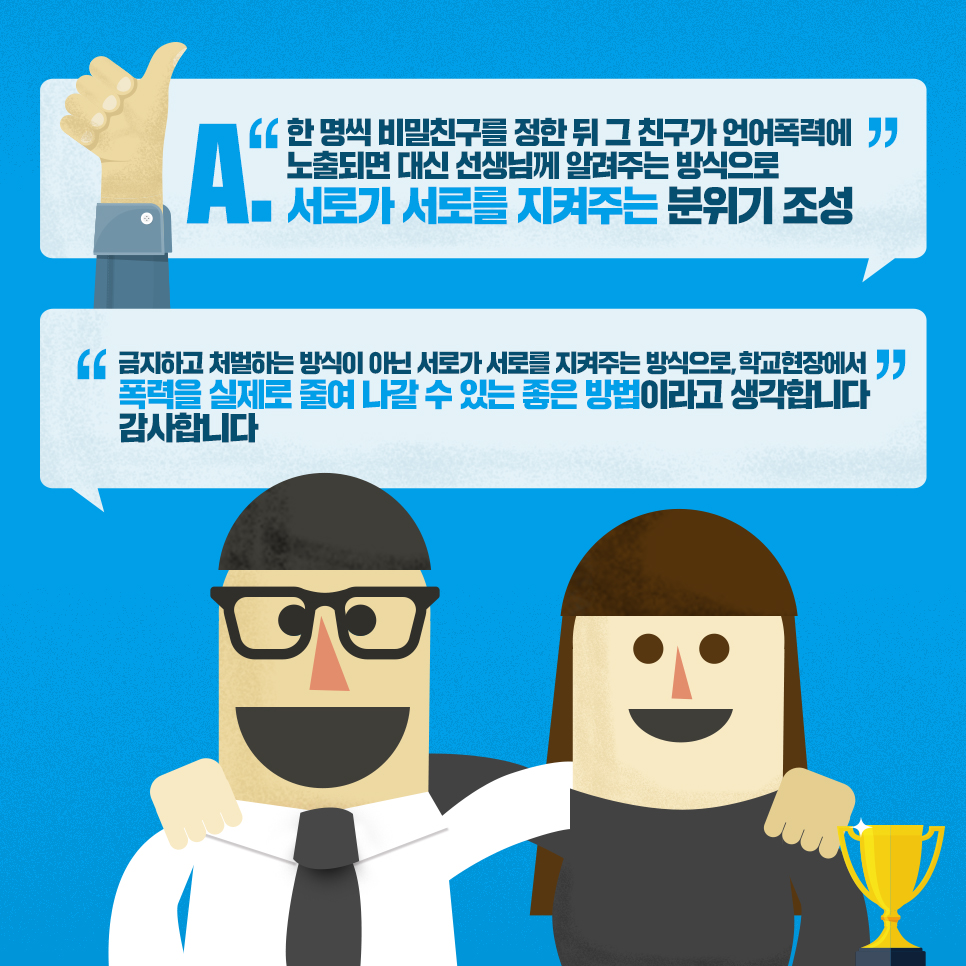 A. “한 명씩 비밀친구를 정한 뒤 그 친구가 언어폭력에
노출되면 대신 선생님께 알려주는 방식으로
서로가 서로를 지켜주는 분위기 조성”
“금지하고 처벌하는 방식이 아닌 서로가 서로를 지켜주는 방식으로, 학교현장에서
폭력을 실제로 줄여 나갈 수 있는 좋은 방법이라고 생각합니다
감사합니다”